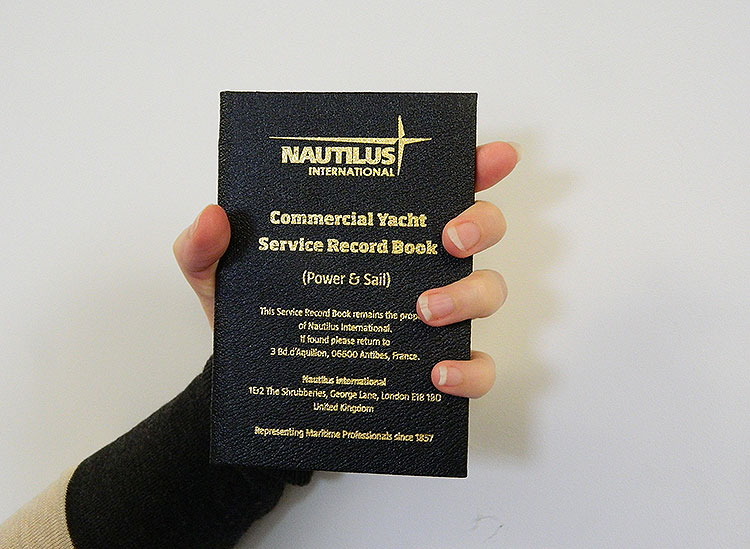 NAUTILUS
INTERNATIONAL
Commercial Yacht
Service Record Book
(Power & Sail)
This Service Record Book remains the
of Nautilus International.
If found please return to
3 Bd.d'Aquillon, 06600 Antibes, France.
Nautilus International
1&2 The Shrubberies, George Lane, London E18 1BD
United Kingdom
Representing Maritime Professionals since 1857